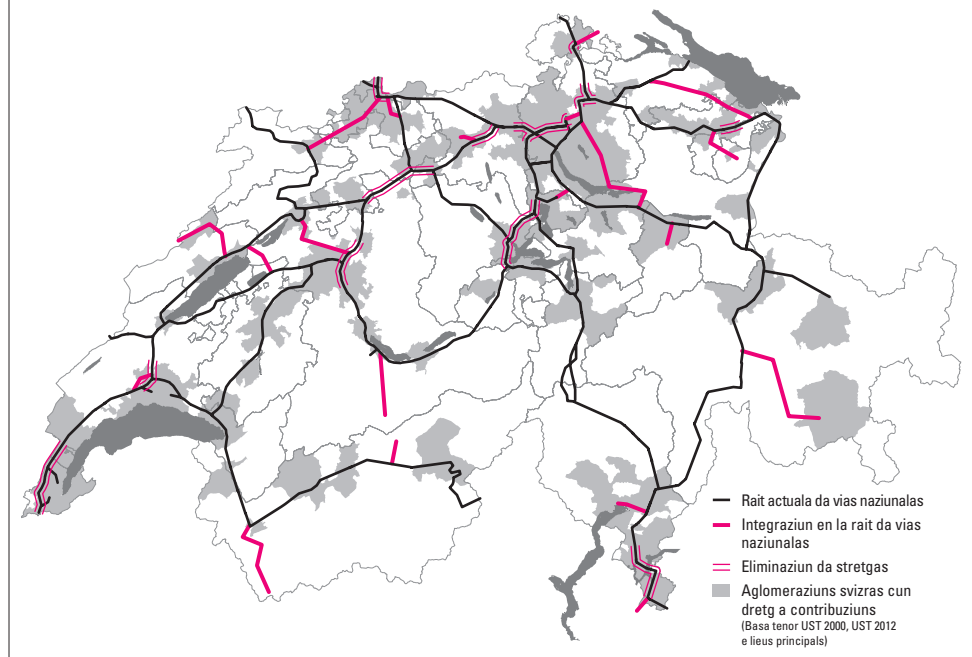 Rait actuala da vias naziunalas
Integraziun en la rait da vias
naziunalas
Eliminaziun da stretgas
Aglomeraziuns svizras cun
dretg a contribuziuns
(Basa tenor UST 2000, UST 2012
e lieus principals)